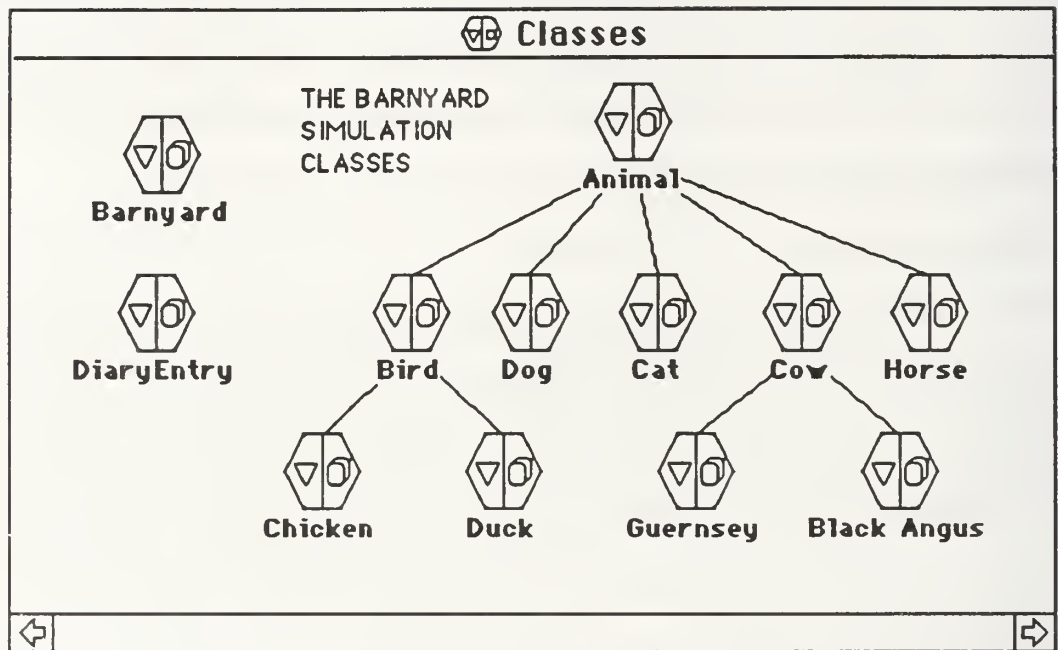 Classes
THE BARNYARD
SIMULATION
CLASSES
Animal
Barnyard
DiaryEntry
Bird
Dog
Cat
Cow
Horse
Chicken
Duck
Guernsey
Black Angus